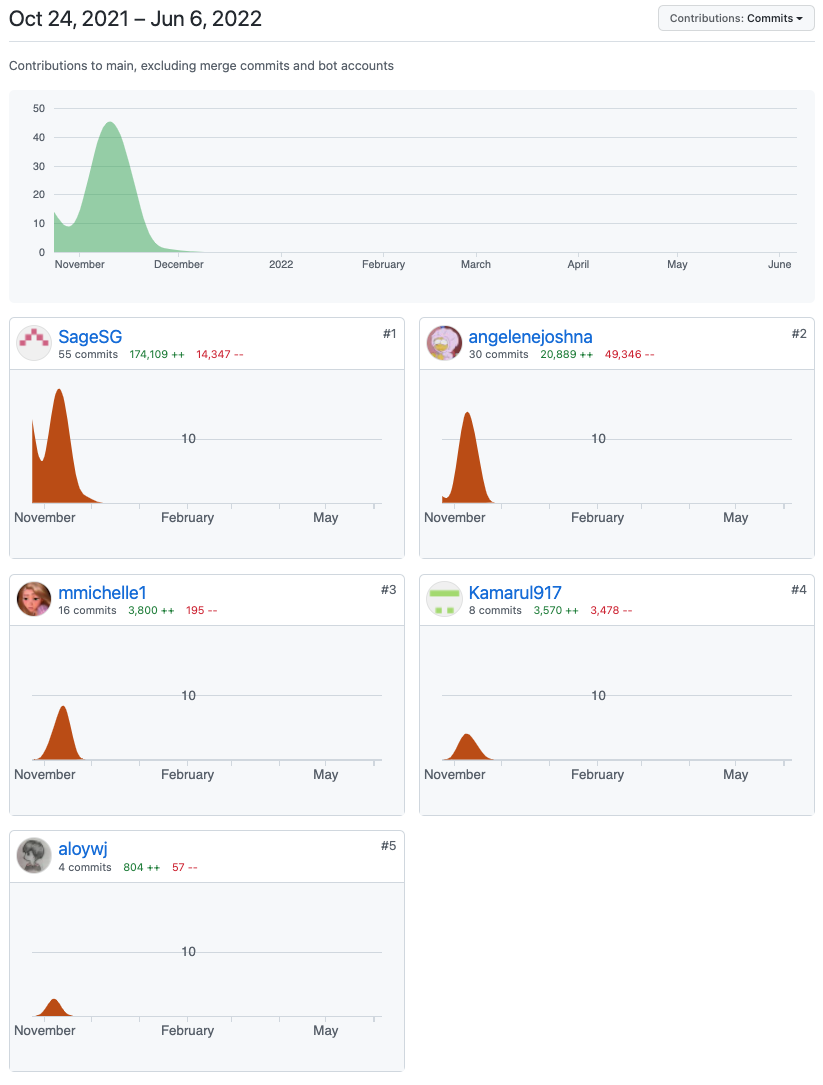 Oct 24, 2021 – Jun 6, 2022
Contributions: Commits
Contributions to main, excluding merge commits and bot accounts
50
40
30
20
10
0
November December 2022 February March April May June
SageSG #1
55 commits 174,109 ++ 14,347 --
10
November February May
angelenejoshna #2
30 commits 20,889 ++ 49,346 --
10
November February May
mmichelle1 #3
16 commits 3,800 ++ 195 --
10
November February May
Kamarul917 #4
8 commits 3,570 ++ 3,478 --
10
November February May
aloywj #5
4 commits 804 ++ 57 --
10
November February May